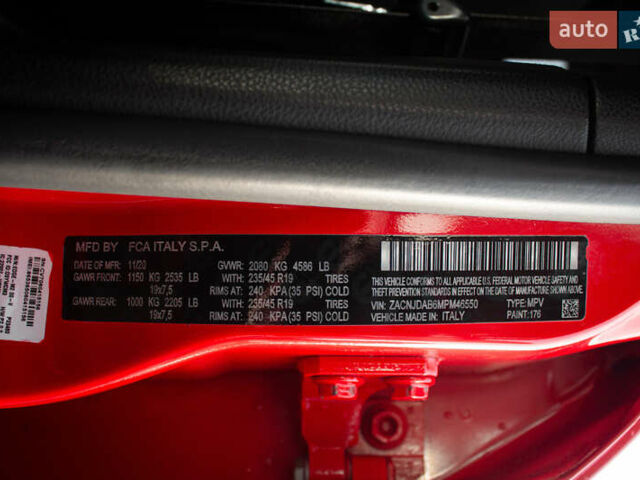 auto
R
MFD BY FCA ITALY S.P.A.
DATE OF MFR: 11/20 GVWR: 2080 KG 4586 LB
GAWR FRONT: 1150 KG 2535 LB WITH: 235/45 R19 TIRES
19x7,5 RIMS AT: 240 KPA (35 PSI) COLD
GAWR REAR: 1000 KG 2205 LB WITH: 235/45 R19 TIRES
19x7,5 RIMS AT: 240 KPA (35 PSI) COLD
THIS VEHICLE CONFORMS TO ALL APPLICABLE U.S. FEDERAL
MOTOR VEHICLE SAFETY, BUMPER, AND THEFT PREVENTION
STANDARDS IN EFFECT ON THE DATE OF MANUFACTURE SHOWN ABOVE.
VIN: ZACNJDAB6MPM46550 TYPE: MPV
VEHICLE MADE IN: ITALY PAINT: 176